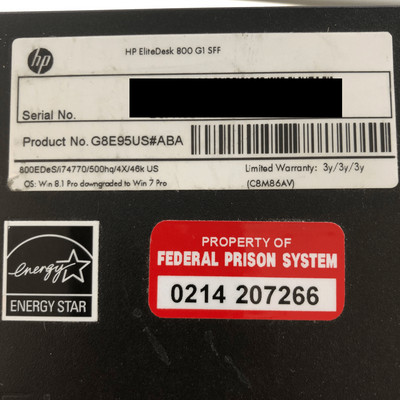 hp
HP EliteDesk 800 G1 SFF
Serial No.
Product No. G8E95US#ABA
800EDeS/i74770/500hq/4X/46k US
Limited Warranty: 3y/3y/3y
OS: Win 8.1 Pro downgraded to Win 7 Pro
(C8M86AV)
energy
ENERGY STAR
PROPERTY OF
FEDERAL PRISON SYSTEM
0214 207266